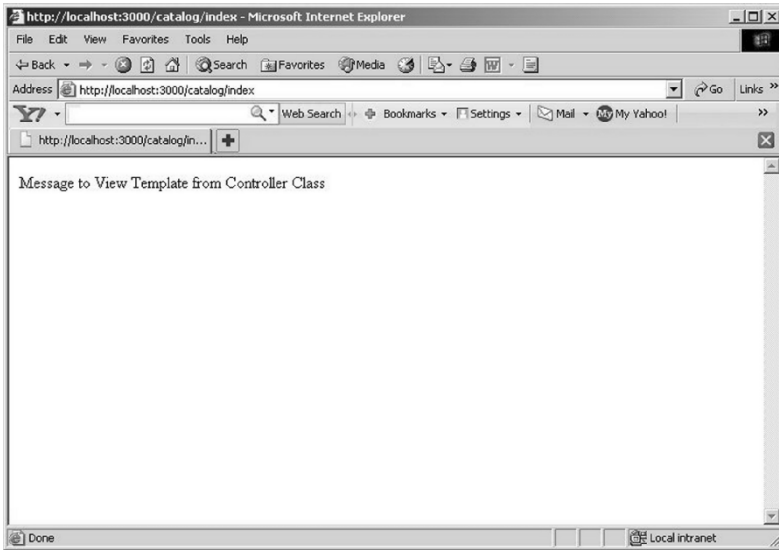 http://localhost:3000/catalog/index - Microsoft Internet Explorer
File Edit View Favorites Tools Help
Back Search Favorites Media W
Address http://localhost:3000/catalog/index Go Links »
Y! Web Search Bookmarks Settings Mail My My Yahoo! »
http://localhost:3000/catalog/in...
Message to View Template from Controller Class
Done Local intranet